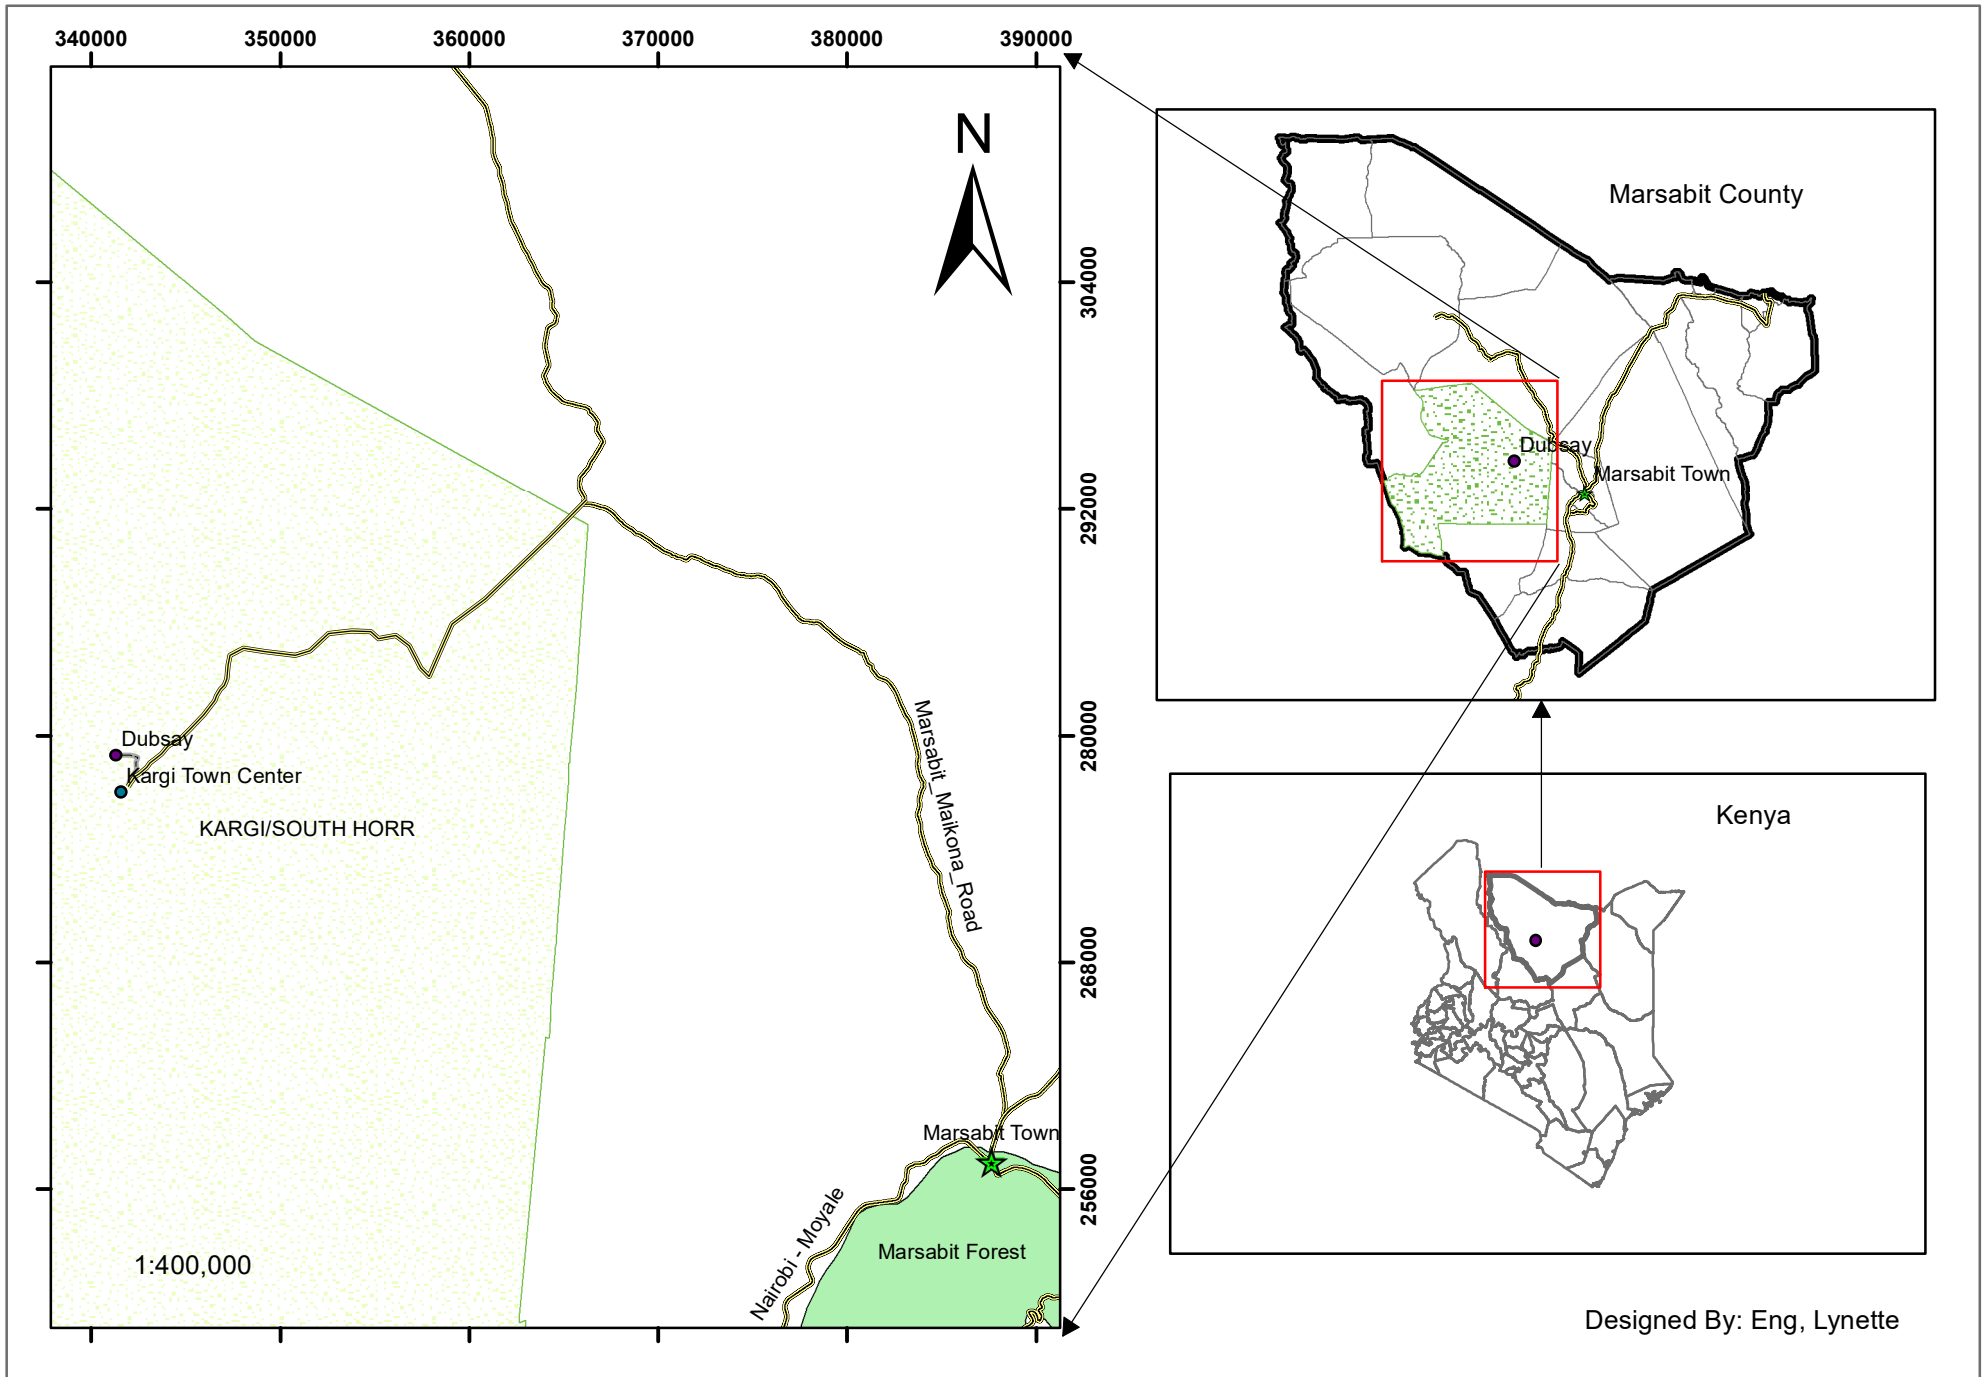 340000
350000
360000
370000
380000
390000
N
304000
292000
280000
268000
256000
Dubsay
Kargi Town Center
KARGI/SOUTH HORR
Marsabit_Maikona_Road
Marsabit Town
Nairobi - Moyale
Marsabit Forest
1:400,000
Marsabit County
Dubsay
Marsabit Town
Kenya
Designed By: Eng, Lynette